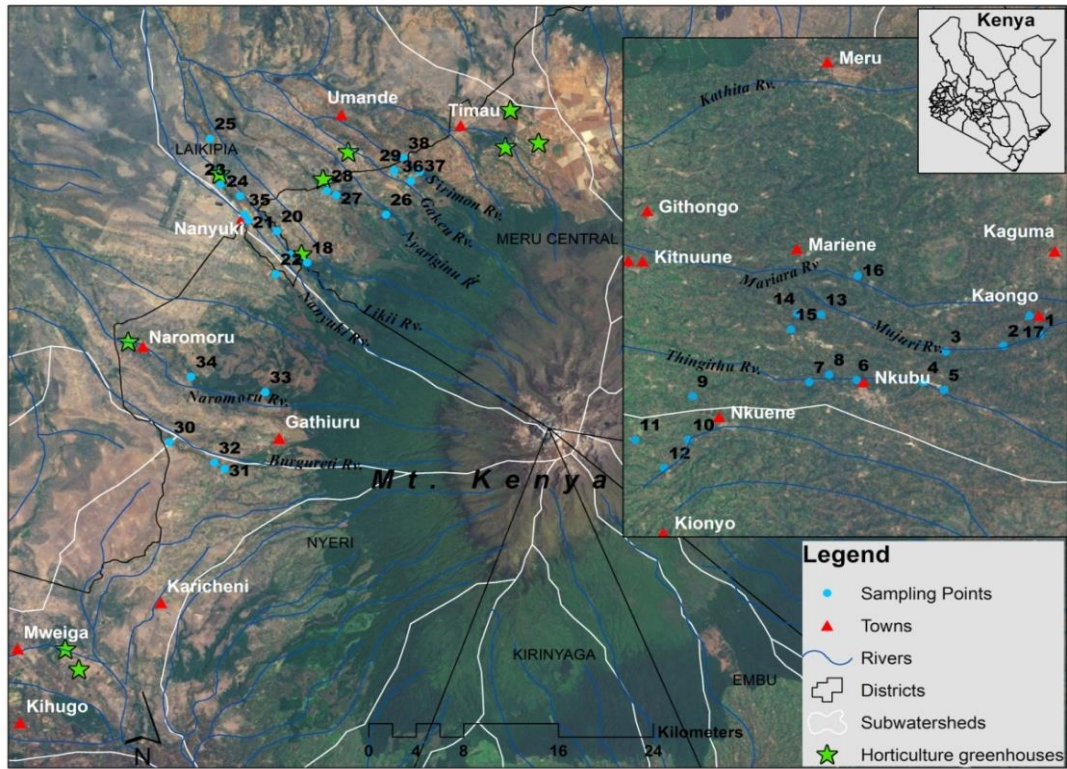 Kenya
Umande
Timau
25
LAIKIPIA
29
38
36
37
23
24
28
27
26
Sirimon Rv.
Gakeu Rv.
35
20
21
Nanyuki
18
22
Nyariginu R
MERU CENTRAL
Likii Rv.
Nanyuki Rv.
Naromoru
34
33
Naromoru Rv.
Gathiuru
30
32
31
Burgureti Rv.
Mt. Kenya
NYERI
Karicheni
Mweiga
Kihugo
KIRINYAGA
EMBU
N
Kilometers
0 4 8 16 24
Meru
Kathita Rv.
Githongo
Kitnuune
Mariene
Kaguma
Mariara Rv
16
14
13
15
Kaongo
1
2
17
3
Mujuri Rv.
Thingithu Rv.
7
8
6
4
5
Nkubu
9
Nkuene
11
10
12
Kionyo
Legend
Sampling Points
Towns
Rivers
Districts
Subwatersheds
Horticulture greenhouses